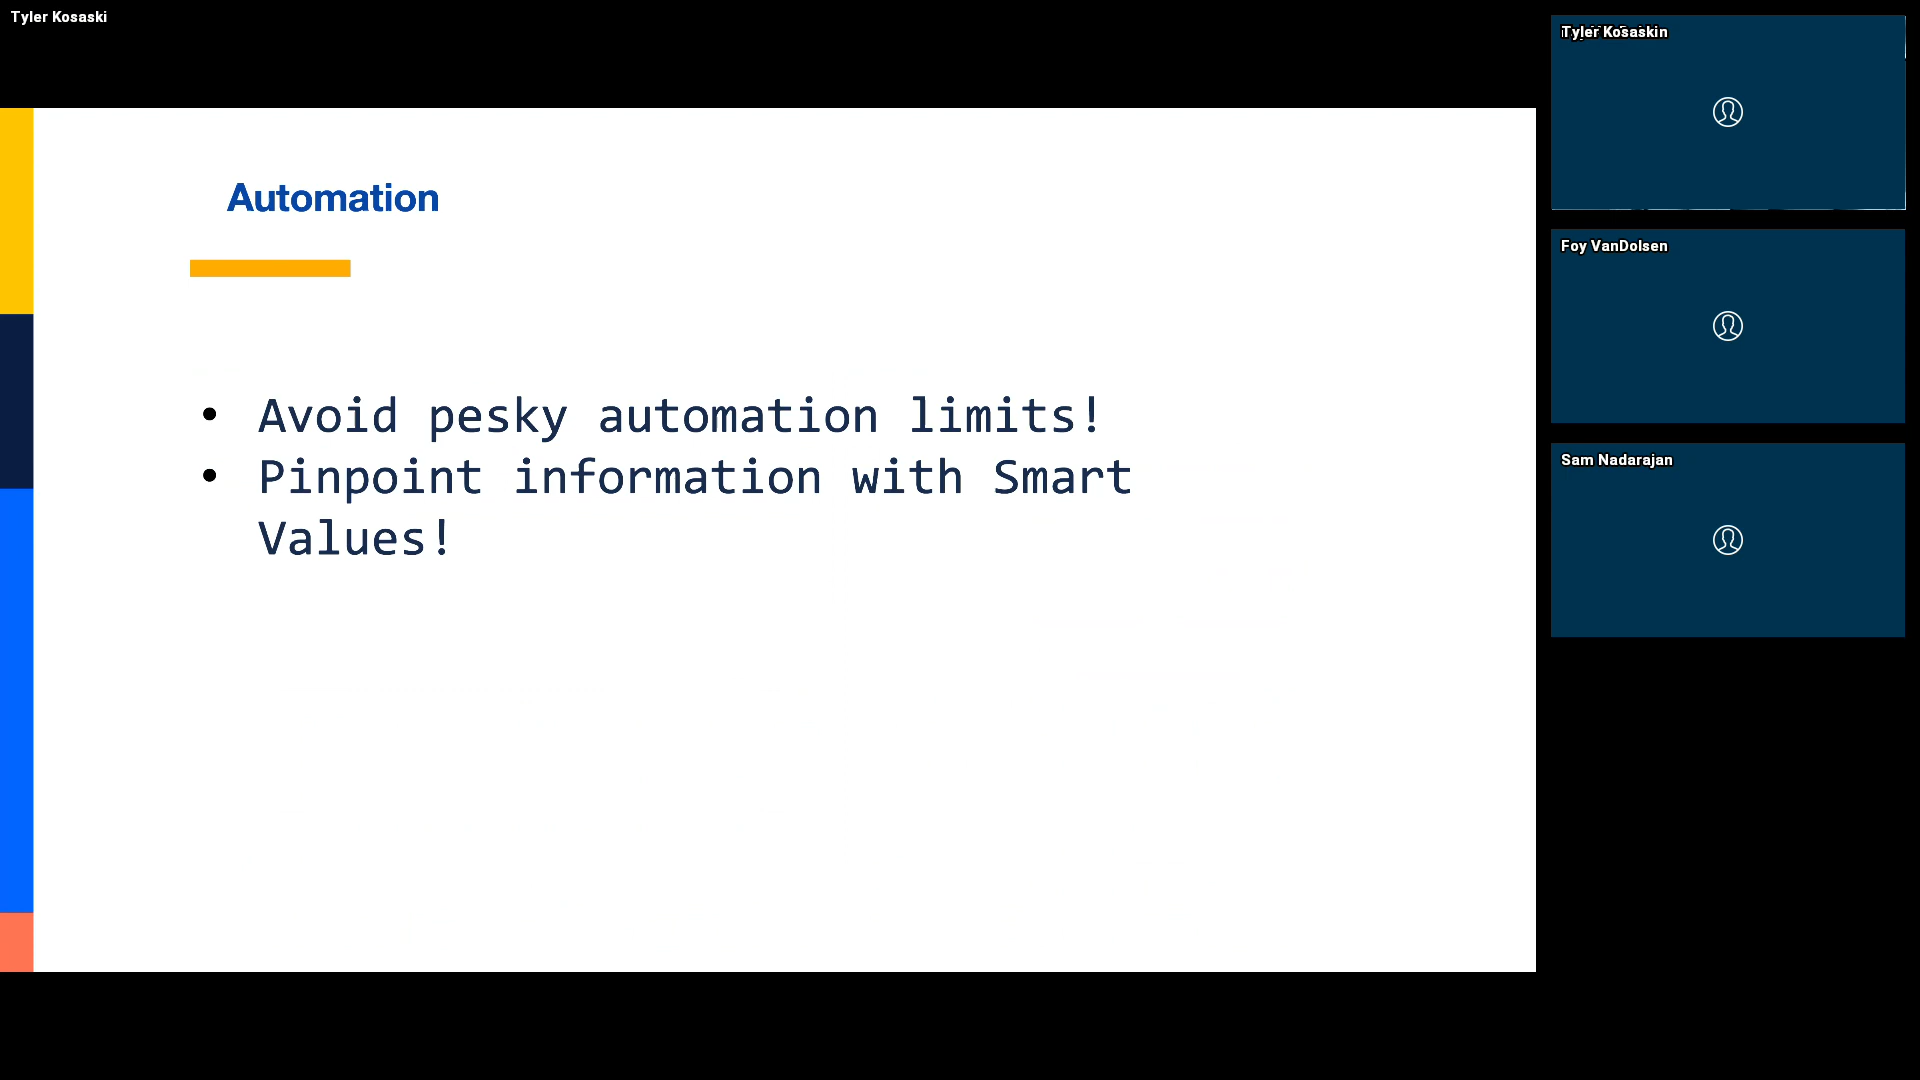 Tyler Kosaski
Automation
• Avoid pesky automation limits!
• Pinpoint information with Smart
Values!
Tyler Kosaskin
Foy VanDolsen
Sam Nadarajan